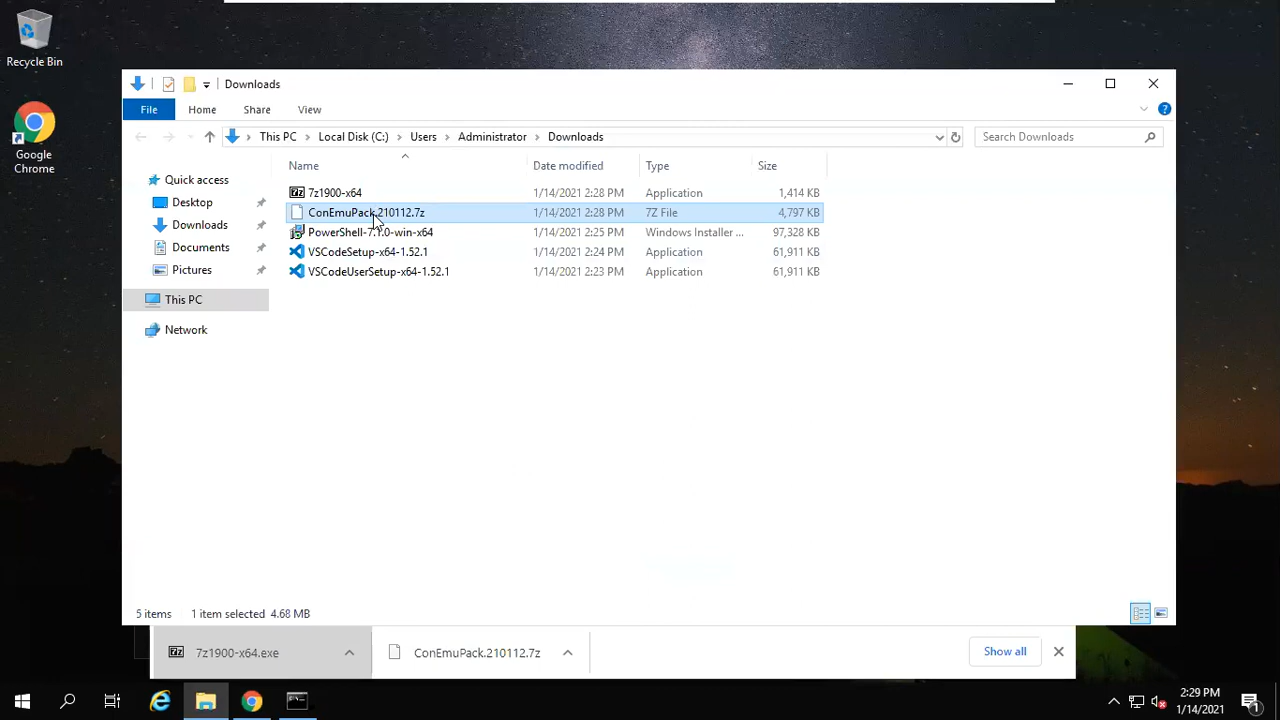 Recycle Bin
Google
Chrome
Downloads
File Home Share View
This PC Local Disk (C:) Users Administrator Downloads
Search Downloads
Name Date modified Type Size
Quick access
Desktop
Downloads
Documents
Pictures
This PC
Network
7z1900-x64 1/14/2021 2:28 PM Application 1,414 KB
ConEmuPack.210112.7z 1/14/2021 2:28 PM 7Z File 4,797 KB
PowerShell-7.1.0-win-x64 1/14/2021 2:25 PM Windows Installer ... 97,328 KB
VSCodeSetup-x64-1.52.1 1/14/2021 2:24 PM Application 61,911 KB
VSCodeUserSetup-x64-1.52.1 1/14/2021 2:23 PM Application 61,911 KB
5 items 1 item selected 4.68 MB
7z1900-x64.exe
ConEmuPack.210112.7z
Show all
2:29 PM
1/14/2021
1